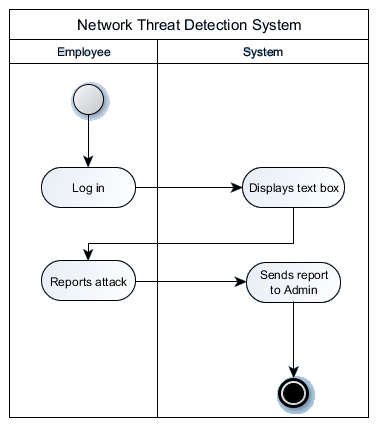 Network Threat Detection System
Employee
System
Log in
Displays text box
Reports attack
Sends report
to Admin